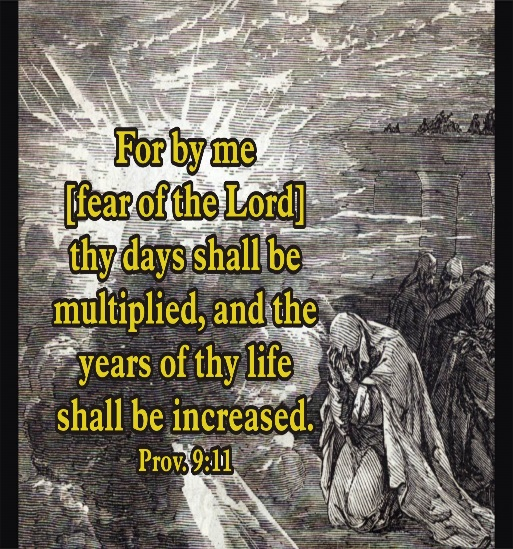 For by me
[fear of the Lord]
thy days shall be
multiplied, and the
years of thy life
shall be increased.
Prov. 9:11